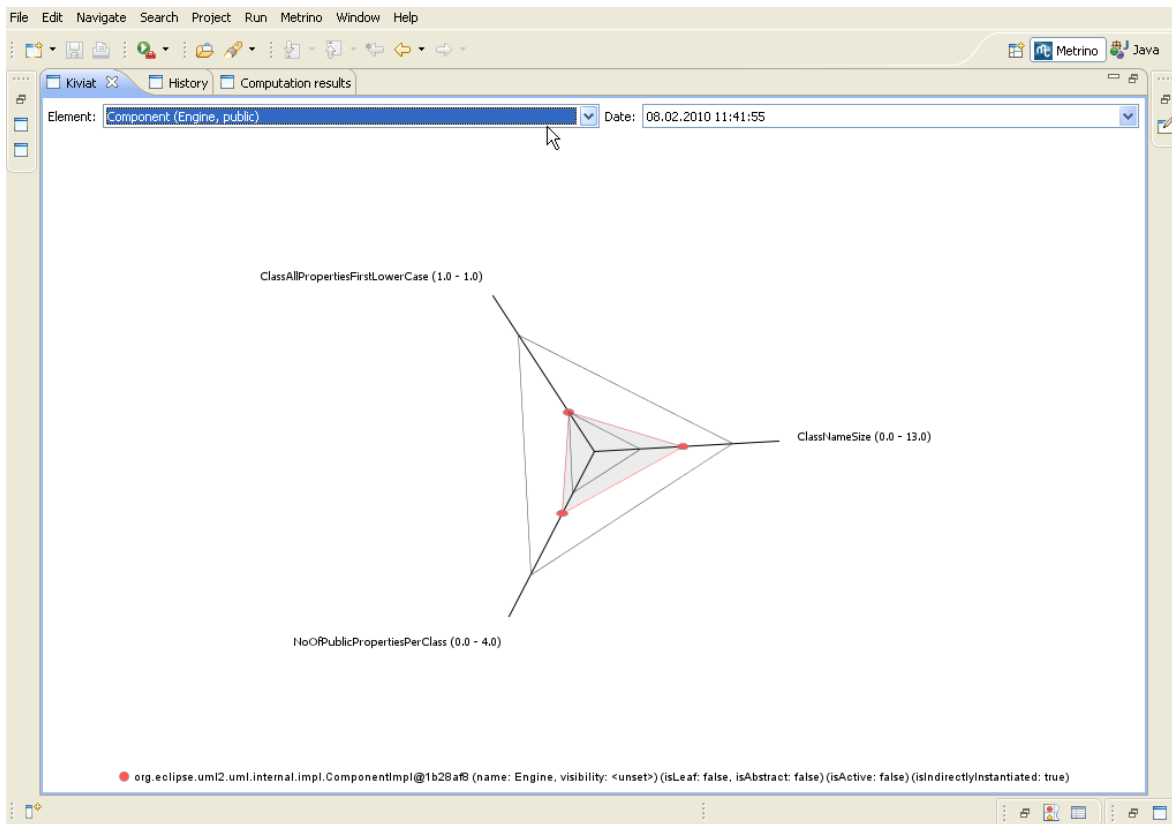 File Edit Navigate Search Project Run Metrino Window Help
Metrino Java
Kiviat History Computation results
Element: Component (Engine, public) Date: 08.02.2010 11:41:55
ClassAllPropertiesFirstLowerCase (1.0 - 1.0)
ClassNameSize (0.0 - 13.0)
NoOfPublicPropertiesPerClass (0.0 - 4.0)
org.eclipse.uml2.uml.internal.impl.ComponentImpl@1b28af8 (name: Engine, visibility: <unset>) (isLeaf: false, isAbstract: false) (isActive: false) (isIndirectlyInstantiated: true)